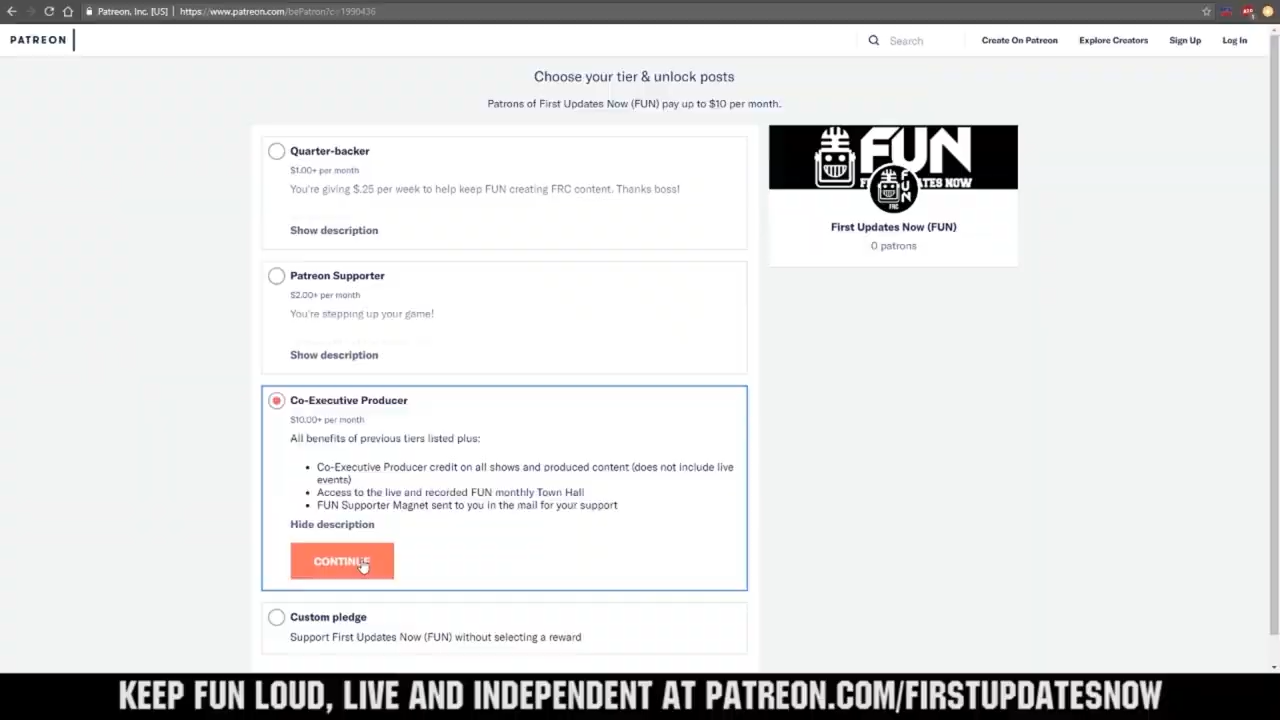 Patreon, Inc. [US] | https://www.patreon.com/bePatron?c=1990436
PATREON
Search
Create On Patreon
Explore Creators
Sign Up
Log In
Choose your tier & unlock posts
Patrons of First Updates Now (FUN) pay up to $10 per month.
Quarter-backer
$1.00+ per month
You're giving $.25 per week to help keep FUN creating FRC content. Thanks boss!
Show description
Patreon Supporter
$2.00+ per month
You're stepping up your game!
Show description
Co-Executive Producer
$10.00+ per month
All benefits of previous tiers listed plus:
• Co-Executive Producer credit on all shows and produced content (does not include live
events)
• Access to the live and recorded FUN monthly Town Hall
• FUN Supporter Magnet sent to you in the mail for your support
Hide description
CONTINUE
Custom pledge
Support First Updates Now (FUN) without selecting a reward
FUN
FUN
FRC
First Updates Now (FUN)
0 patrons
KEEP FUN LOUD, LIVE AND INDEPENDENT AT PATREON.COM/FIRSTUPDATESNOW